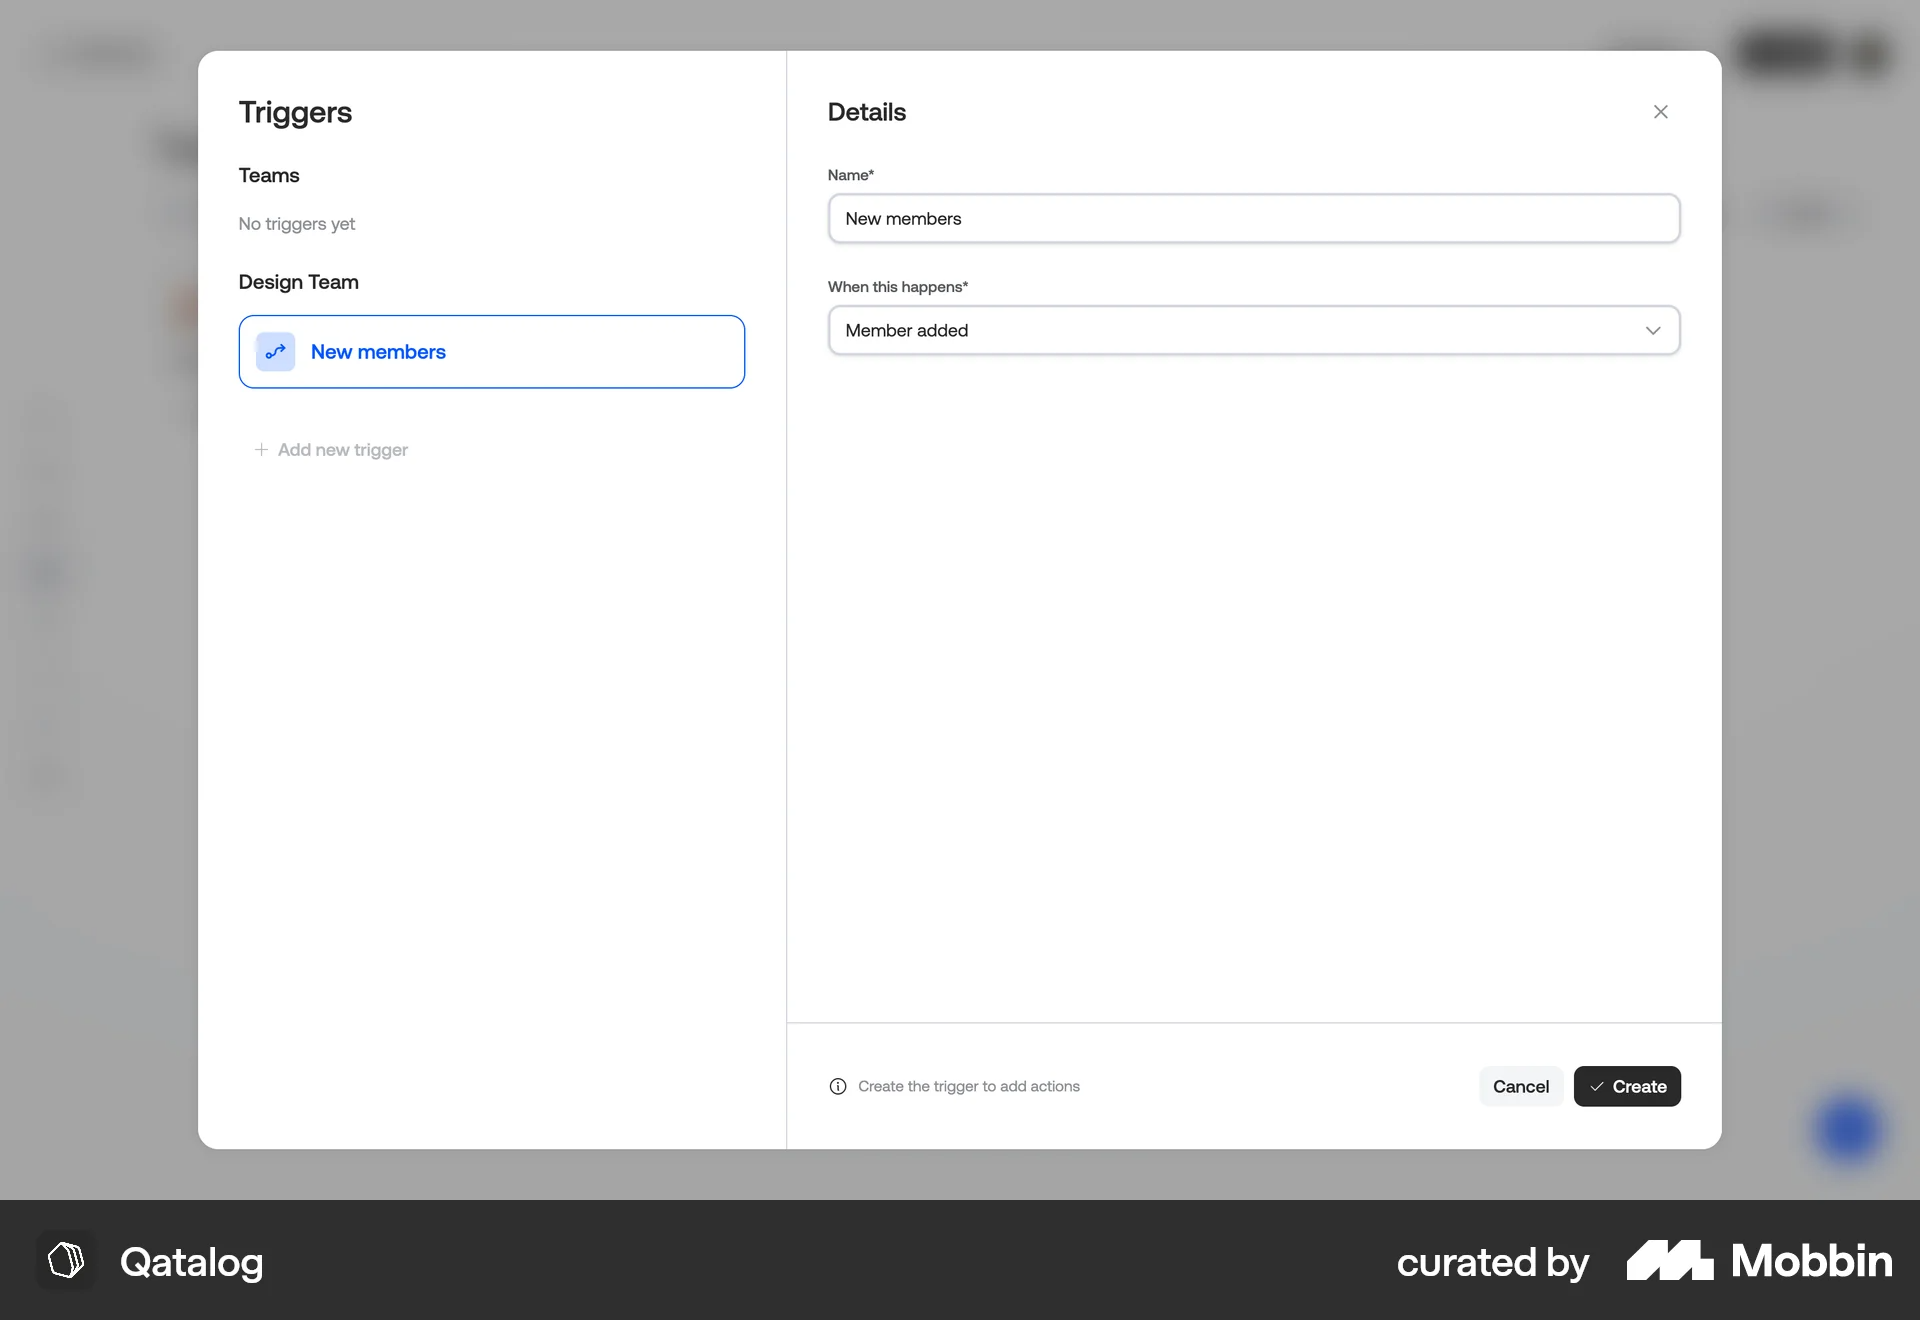 Triggers
Teams
No triggers yet
Design Team
New members
Add new trigger
Details
Name*
New members
When this happens*
Member added
Create the trigger to add actions
Cancel
Create
Qatalog
curated by Mobbin